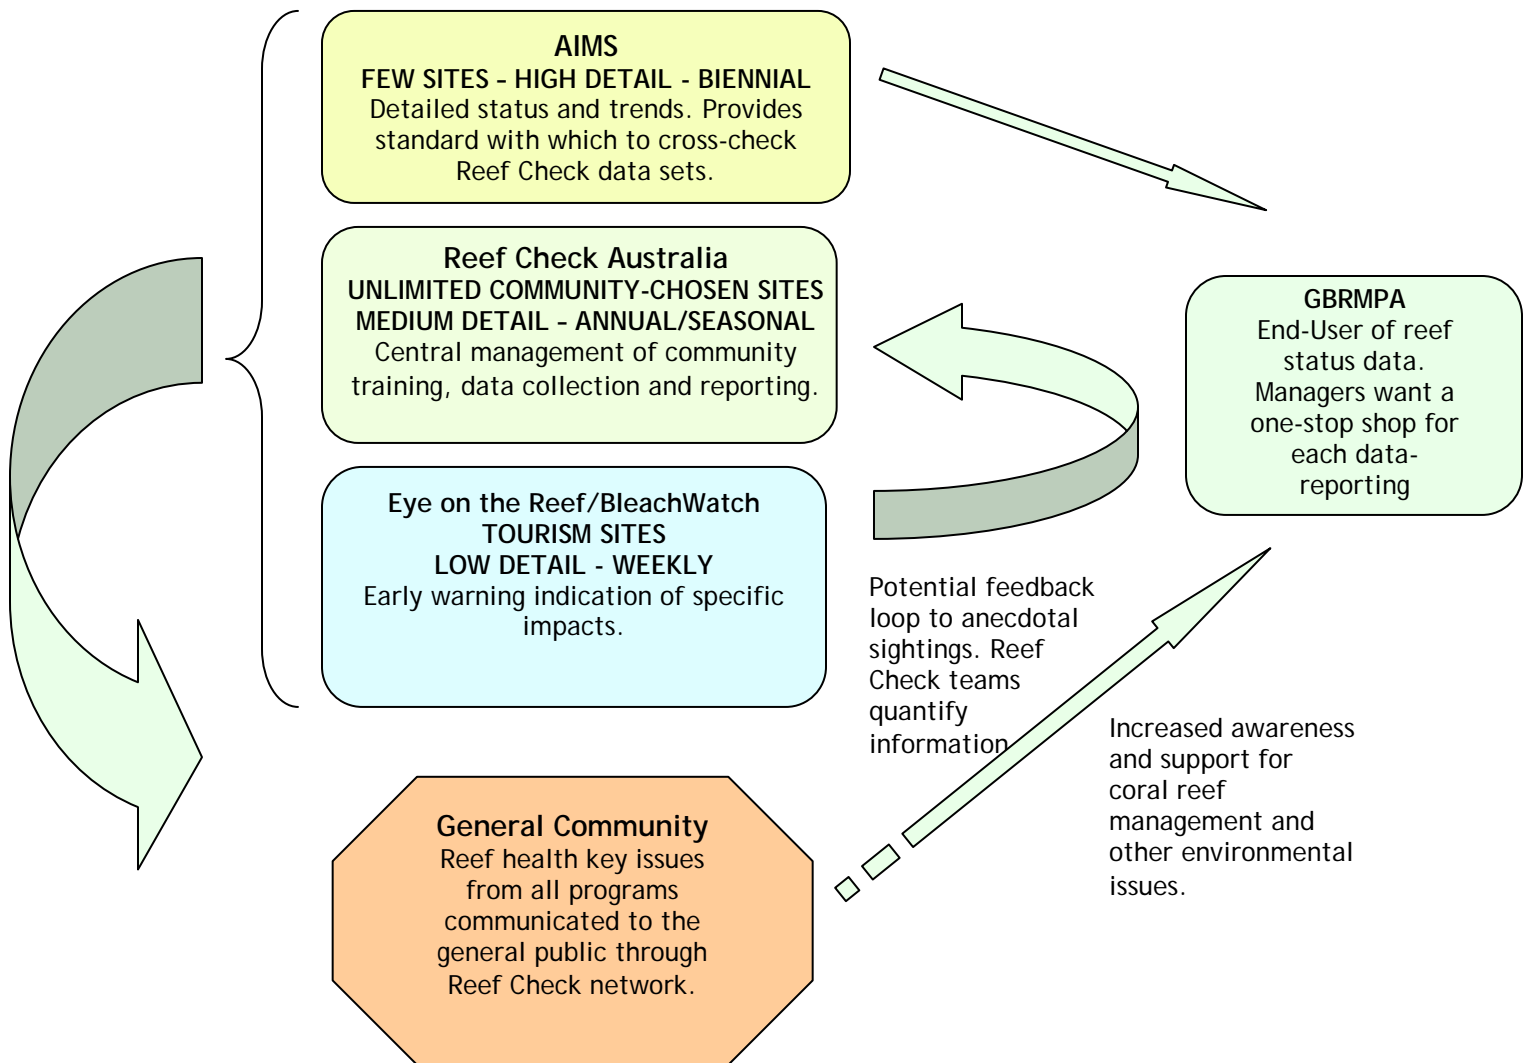 AIMS
FEW SITES – HIGH DETAIL - BIENNIAL
Detailed status and trends. Provides
standard with which to cross-check
Reef Check data sets.
Reef Check Australia
UNLIMITED COMMUNITY-CHOSEN SITES
MEDIUM DETAIL – ANNUAL/SEASONAL
Central management of community
training, data collection and reporting.
GBRMPA
End-User of reef
status data.
Managers want a
one-stop shop for
each data-
reporting
Eye on the Reef/BleachWatch
TOURISM SITES
LOW DETAIL - WEEKLY
Early warning indication of specific
impacts.
Potential feedback
loop to anecdotal
sightings. Reef
Check teams
quantify
information
Increased awareness
and support for
coral reef
management and
other environmental
issues.
General Community
Reef health key issues
from all programs
communicated to the
general public through
Reef Check network.